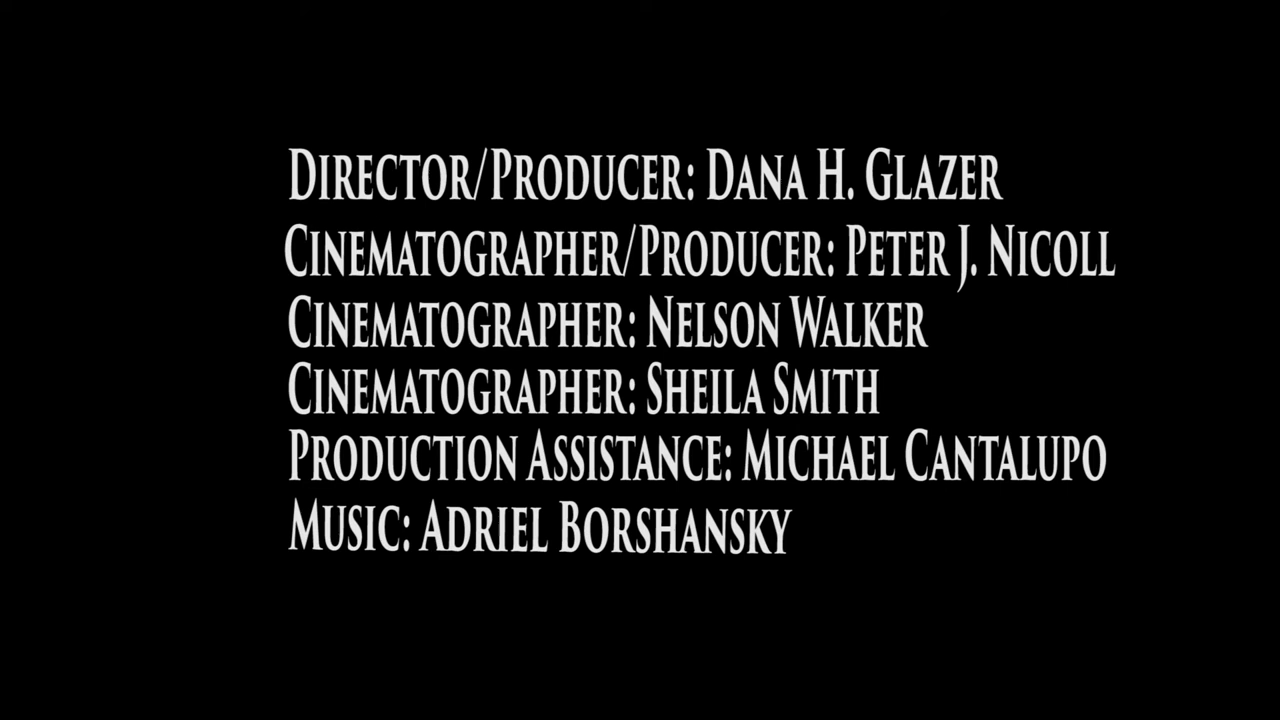 Director/Producer: Dana H. Glazer
Cinematographer/Producer: Peter J. Nicoll
Cinematographer: Nelson Walker
Cinematographer: Sheila Smith
Production Assistance: Michael Cantalupo
Music: Adriel Borshansky